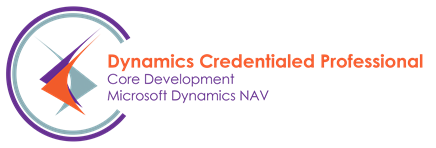 Dynamics Credentialed Professional
Core Development
Microsoft Dynamics NAV